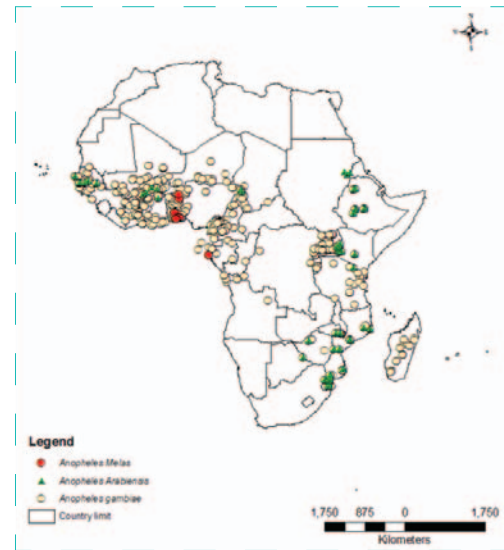 N
W E
S
Legend
Anopheles Melas
Anopheles Arabiensis
Anopheles gambiae
Country limit
1,750 875 0 1,750
Kilometers